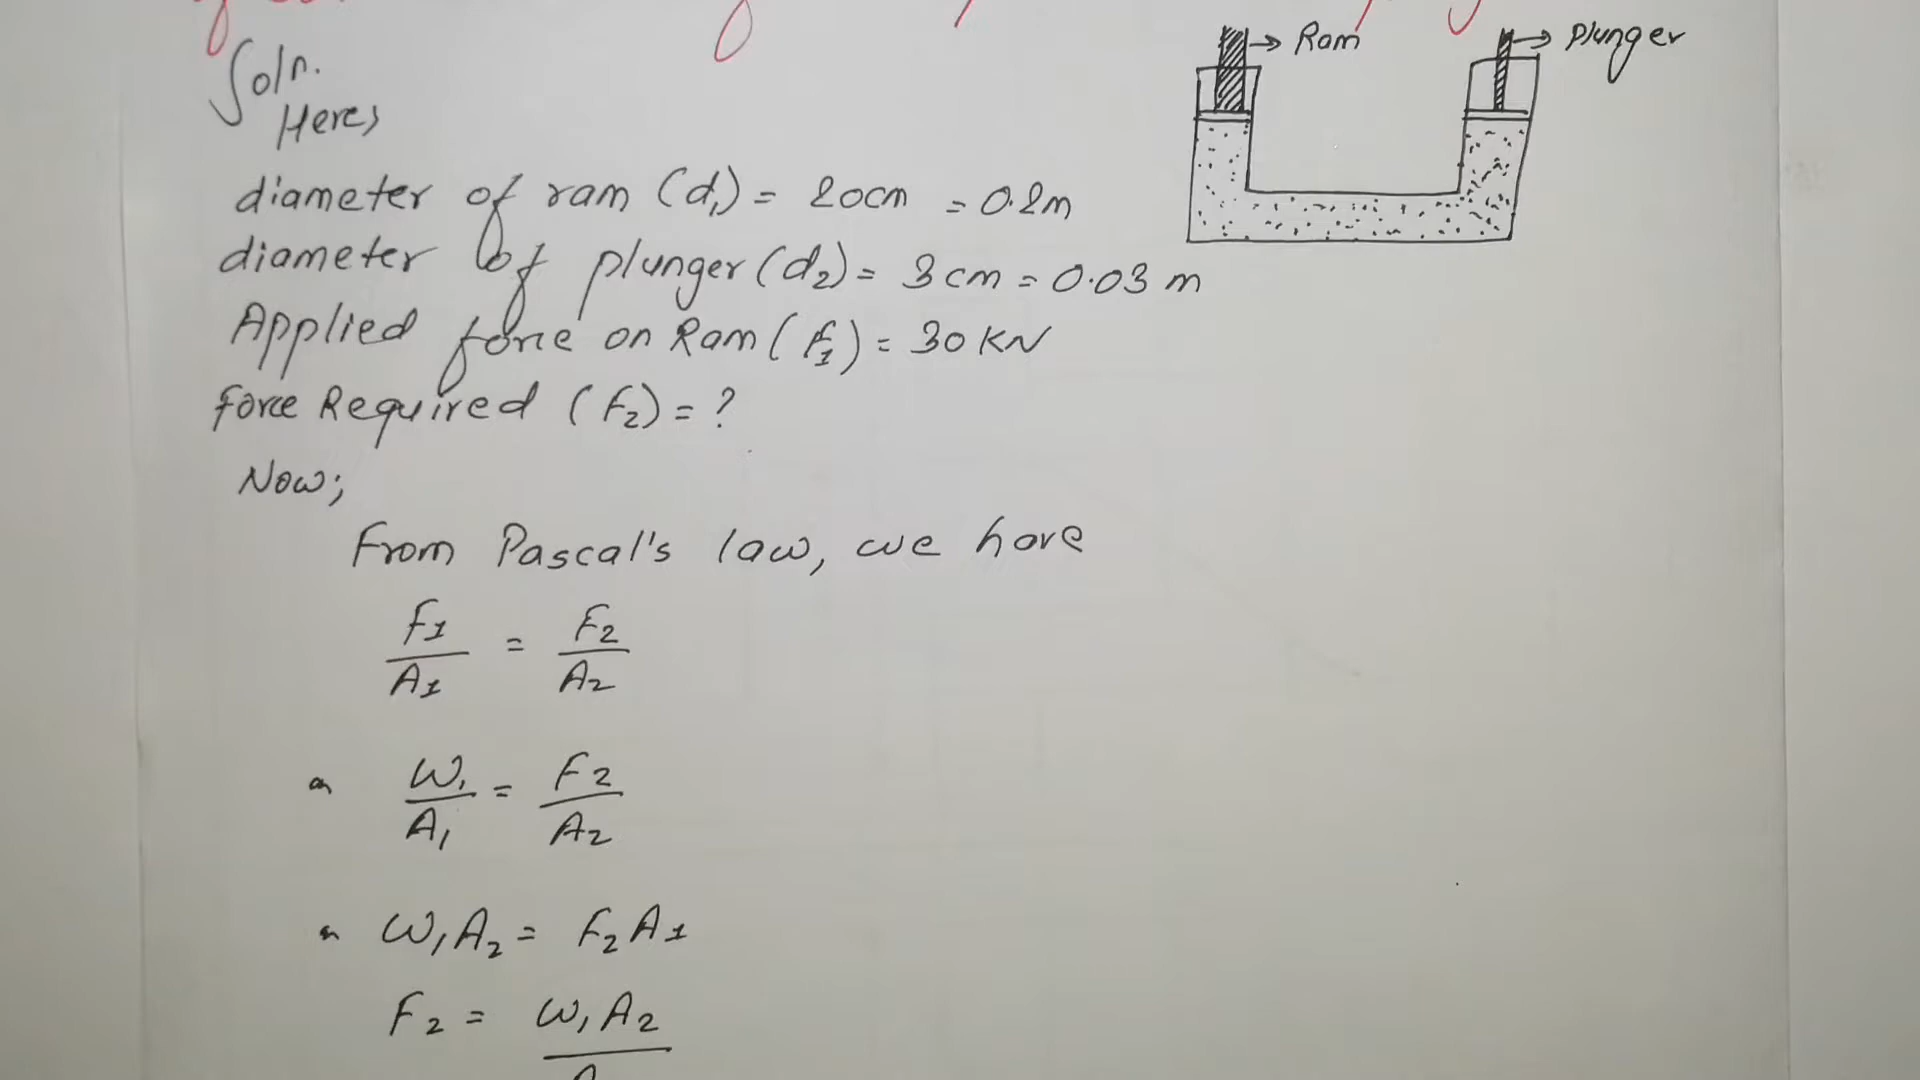 Soln.
→ Ram
→ Plunger
Here,
diameter of ram (d₁) = 20cm = 0.2m
diameter of plunger (d₂) = 3 cm = 0.03 m
Applied force on Ram (F₁) = 30 KN
Force Required (F₂) = ?
Now;
From Pascal's law, we have
F1/A1 = F2/A2
W₁/A₁ = F2/A2
W₁A₂ = F₂A1
F₂ = W₁A₂